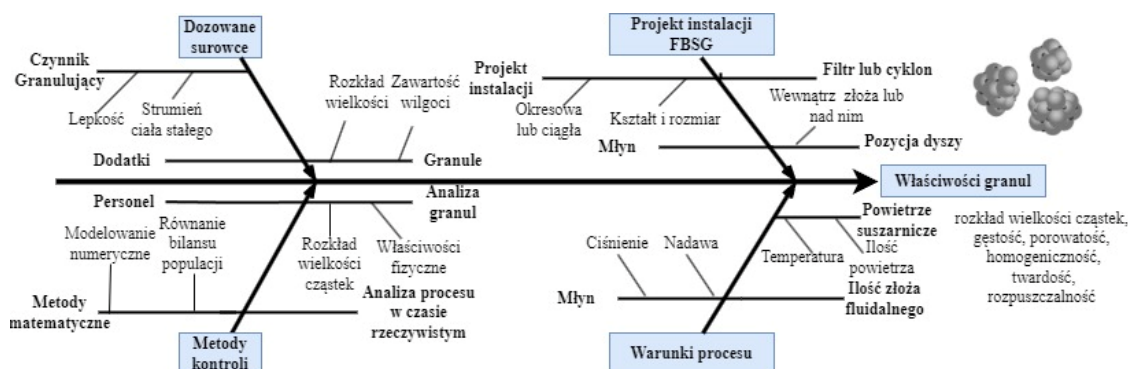 Dozowane
surowce
Projekt instalacji
FBSG
Czynnik
Granulujący
Lepkość
Strumień
ciała stałego
Rozkład
wielkości
Zawartość
wilgoci
Dodatki
Granule
Projekt
instalacji
Okresowa
lub ciągła
Kształt i rozmiar
Filtr lub cyklon
Wewnątrz złoża lub
nad nim
Młyn
Pozycja dyszy
Właściwości granul
Personel
Analiza
granul
Modelowanie
numeryczne
Równanie
bilansu
populacji
Rozkład
wielkości
cząstek
Właściwości
fizyczne
Metody
matematyczne
Analiza procesu
w czasie
rzeczywistym
Metody
kontroli
Powietrze
suszarnicze
Ciśnienie
Nadawa
Temperatura
Ilość
powietrza
Młyn
Ilość złoża
fluidalnego
Warunki procesu
rozkład wielkości cząstek,
gęstość, porowatość,
homogeniczność,
twardość,
rozpuszczalność